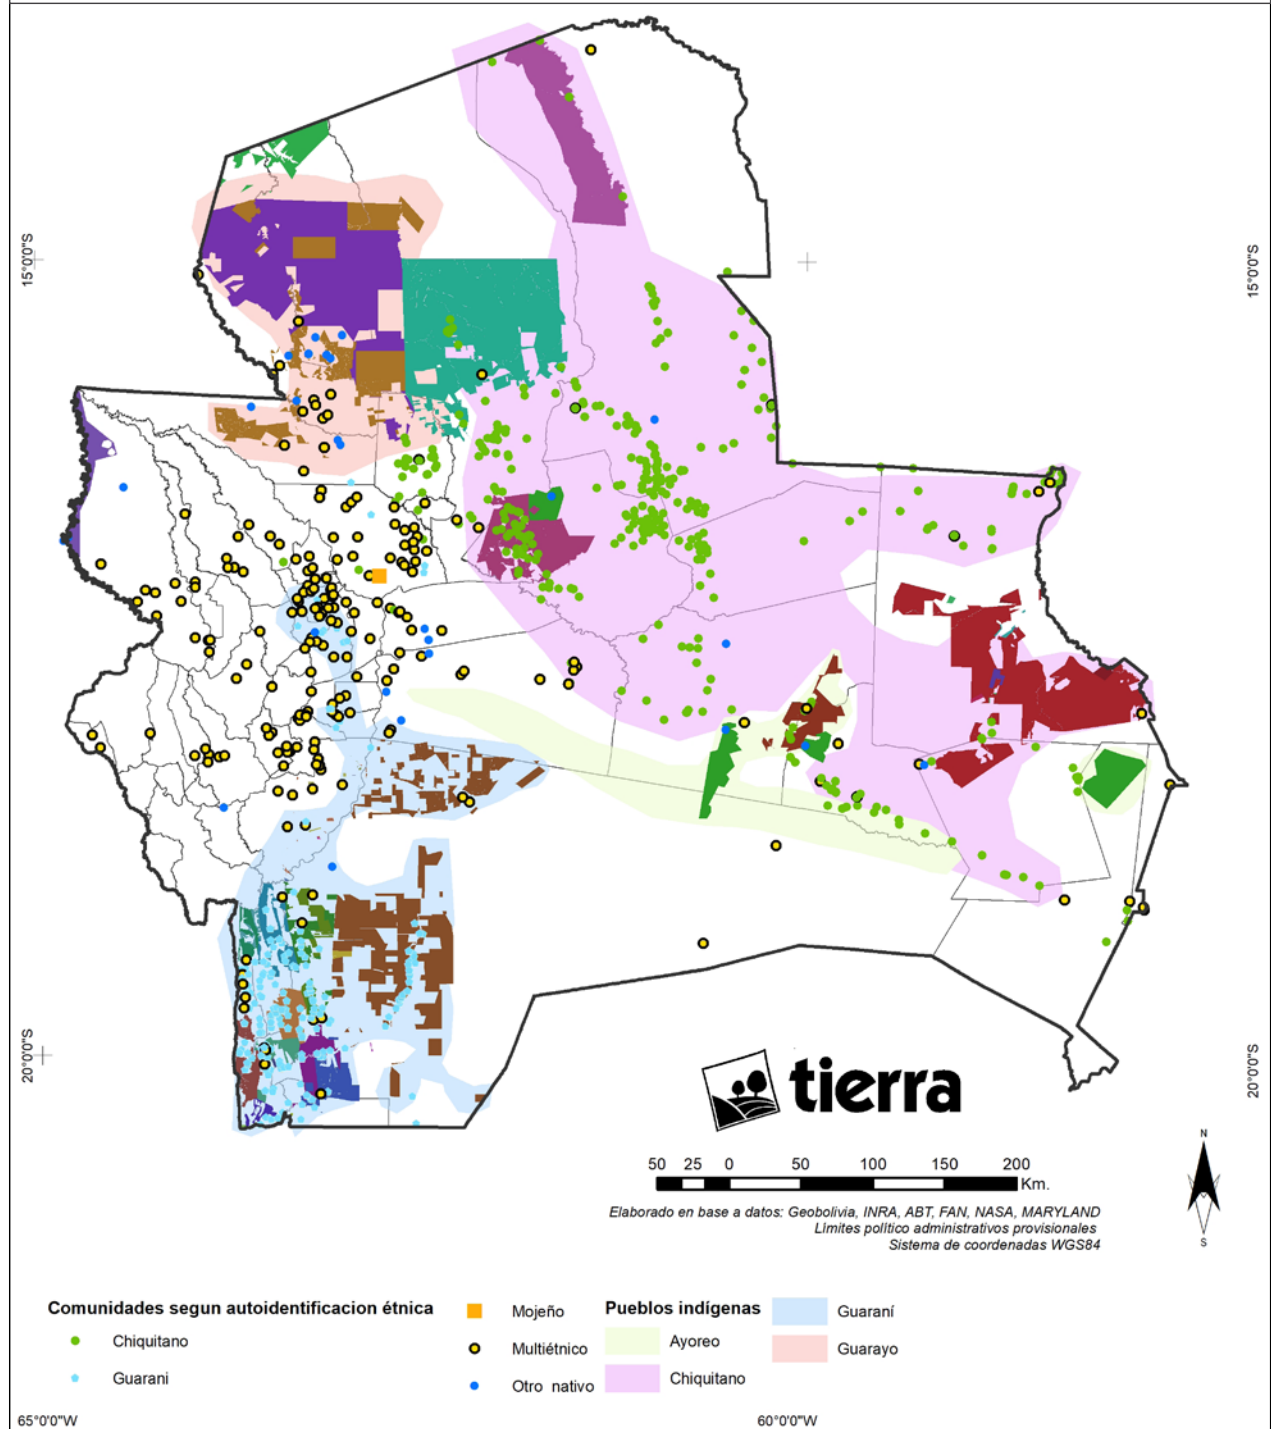 15°0'0"S
15°0'0"S
20°0'0"S
20°0'0"S
tierra
50 25 0 50 100 150 200
Km.
Elaborado en base a datos: Geobolivia, INRA, ABT, FAN, NASA, MARYLAND
Límites político administrativos provisionales
Sistema de coordenadas WGS84
N
S
Comunidades segun autoidentificacion étnica
Chiquitano
Guarani
Mojeño
Multiétnico
Otro nativo
Pueblos indígenas
Ayoreo
Chiquitano
Guaraní
Guarayo
65°0'0"W
60°0'0"W